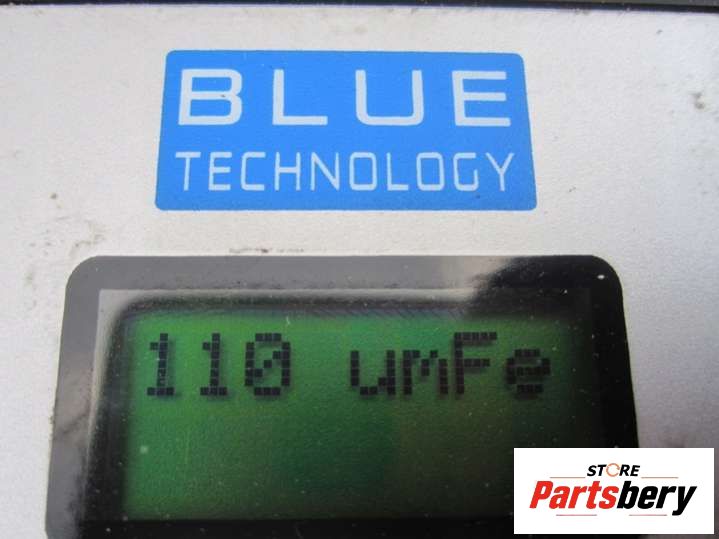 BLUE
TECHNOLOGY
110 umFe
STORE
Partsbery